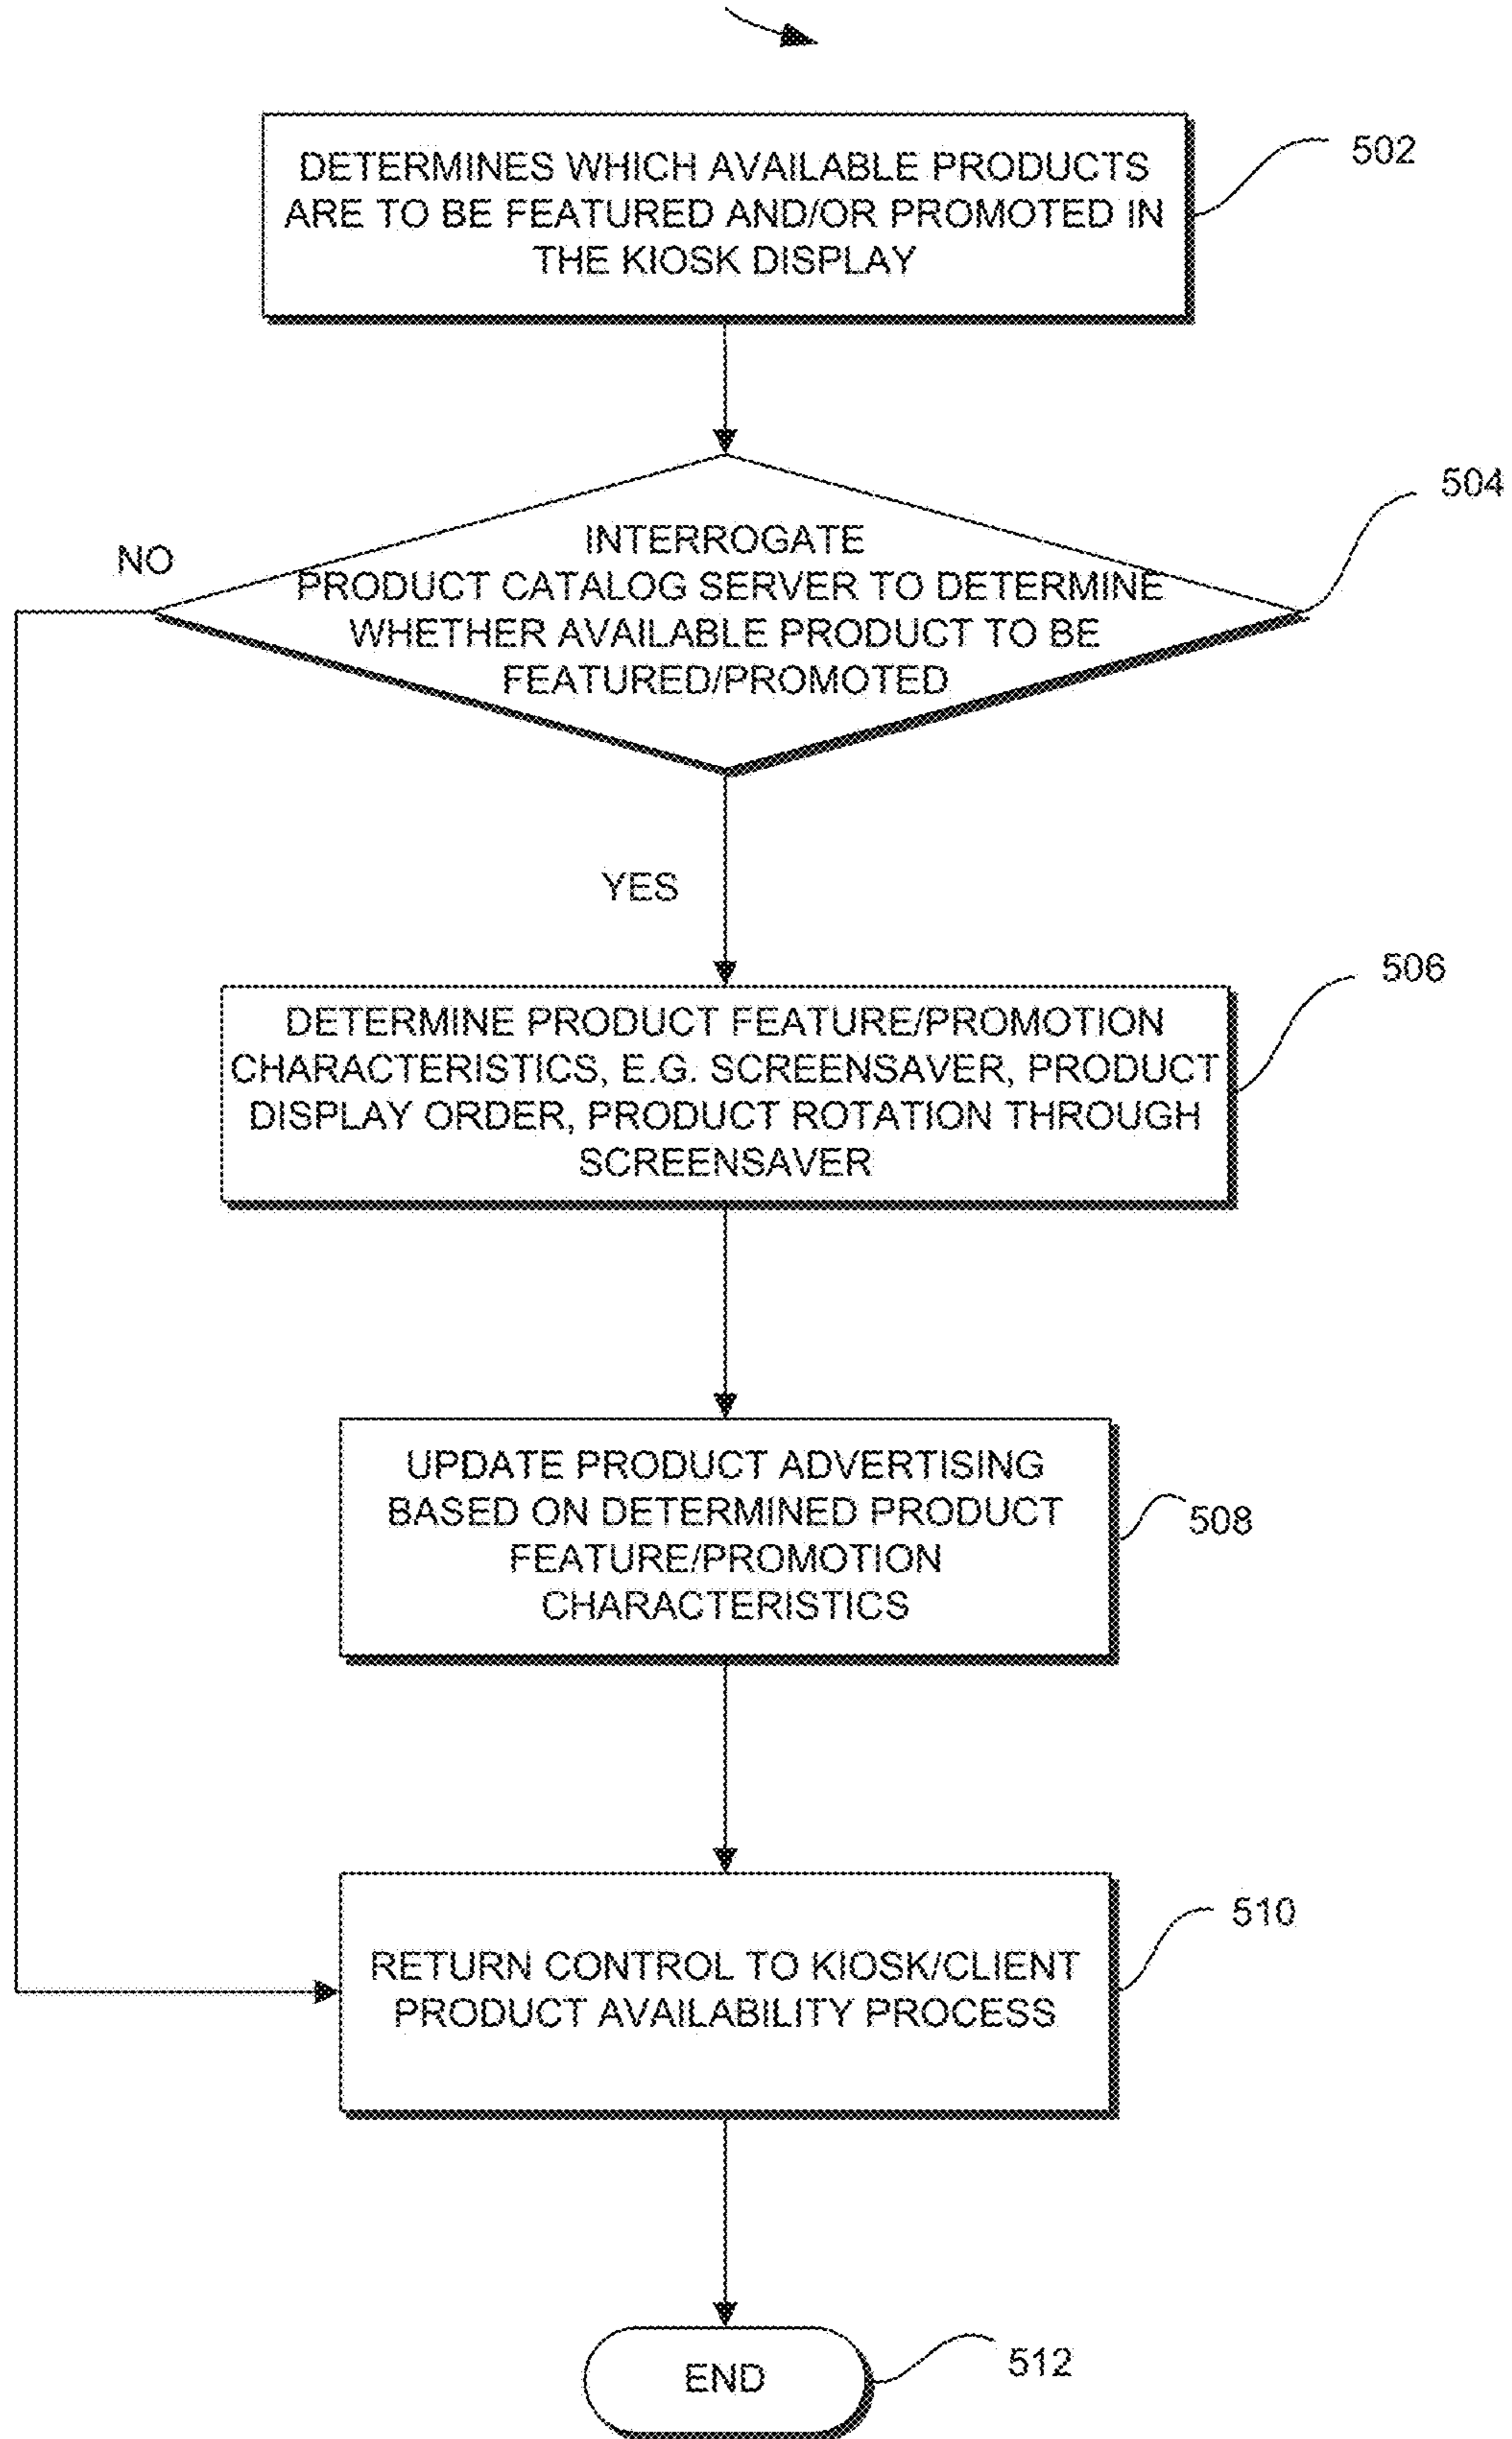 DETERMINES WHICH AVAILABLE PRODUCTS
ARE TO BE FEATURED AND/OR PROMOTED IN
THE KIOSK DISPLAY
502
INTERROGATE
PRODUCT CATALOG SERVER TO DETERMINE
WHETHER AVAILABLE PRODUCT TO BE
FEATURED/PROMOTED
504
NO
YES
DETERMINE PRODUCT FEATURE/PROMOTION
CHARACTERISTICS, E.G. SCREENSAVER, PRODUCT
DISPLAY ORDER, PRODUCT ROTATION THROUGH
SCREENSAVER
506
UPDATE PRODUCT ADVERTISING
BASED ON DETERMINED PRODUCT
FEATURE/PROMOTION
CHARACTERISTICS
508
RETURN CONTROL TO KIOSK/CLIENT
PRODUCT AVAILABILITY PROCESS
510
END
512